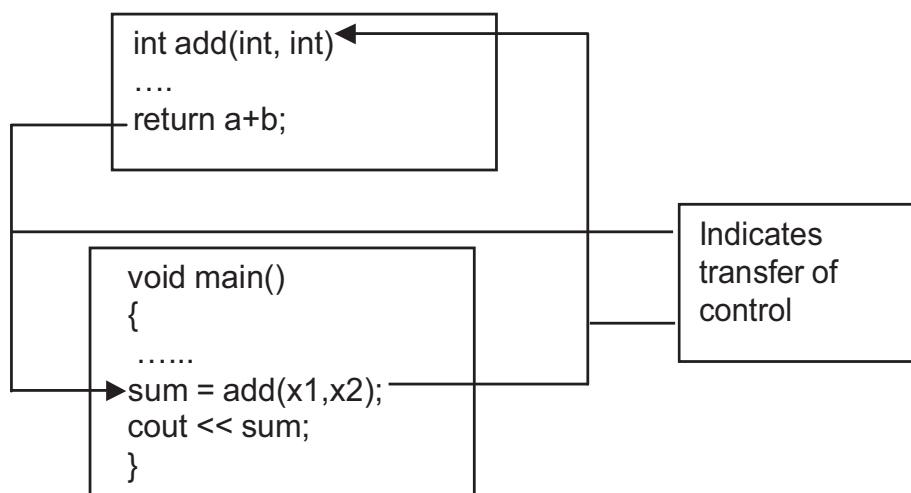 int add(int, int)
....
return a+b;
Indicates
transfer of
control
void main()
{
......
sum = add(x1,x2);
cout << sum;
}